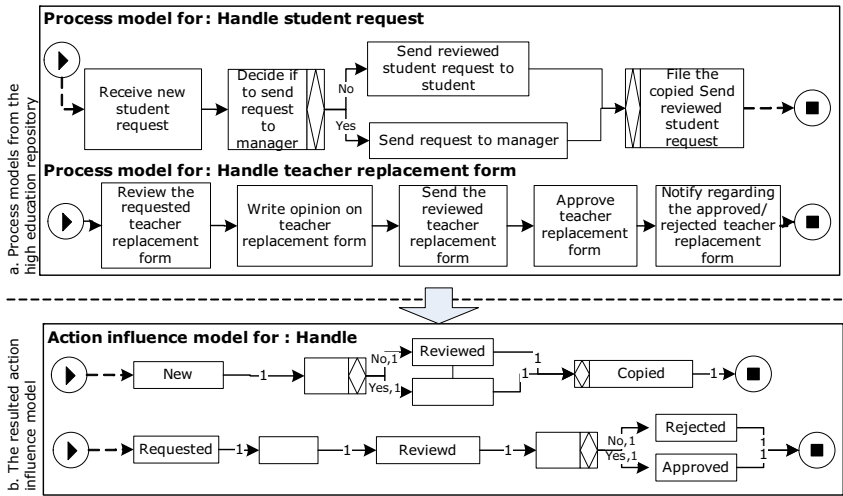 Process model for: Handle student request
Receive new
student
request
Decide if
to send
request
to
manager
No
Yes
Send reviewed
student request to
student
Send request to manager
File the
copied Send
reviewed
student
request
Process model for: Handle teacher replacement form
Review the
requested
teacher
replacement
form
Write opinion on
teacher
replacement form
Send the
reviewed
teacher
replacement
form
Approve
teacher
replacement
form
Notify regarding
the approved/
rejected teacher
replacement
form
a. Process models from the
high education repository
Action influence model for : Handle
New
1
No,1
Yes,1
Reviewed
1
1
Copied
1
Requested
1
1
Reviewd
1
No,1
Yes,1
Rejected
Approved
1
1
b. The resulted action
influence model